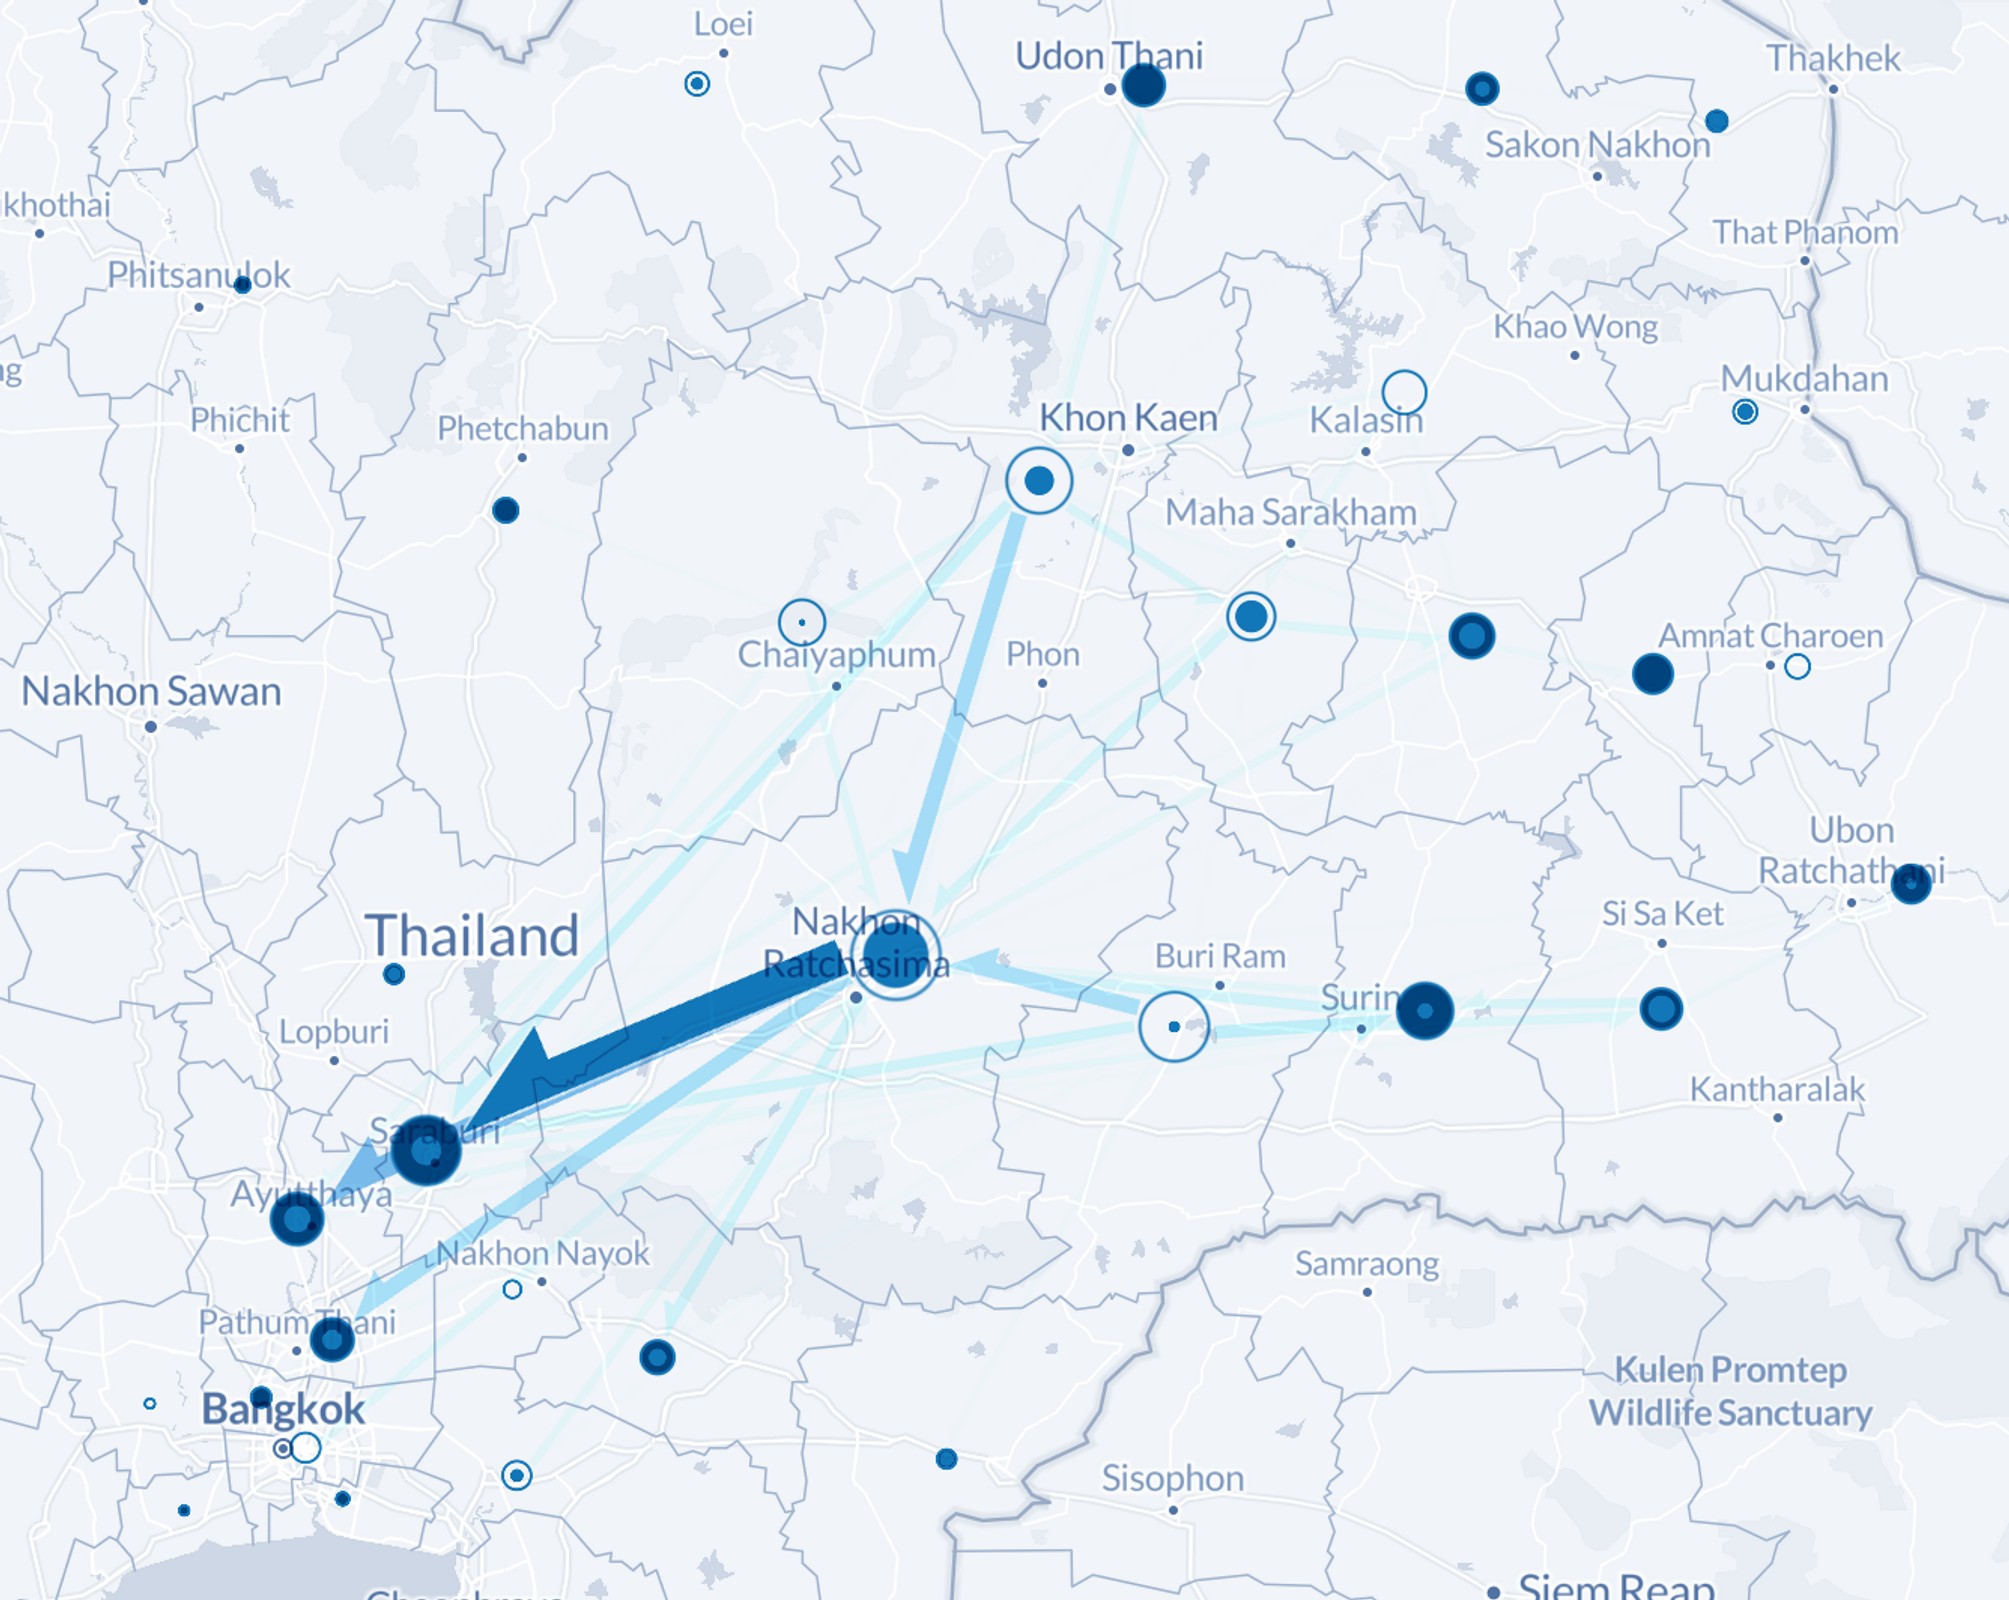 Loei
Udon Thani
Thakhek
Sakon Nakhon
khothai
That Phanom
Phitsanulok
Khao Wong
Mukdahan
Phichit
Phetchabun
Khon Kaen
Kalasin
Maha Sarakham
Chaiyaphum
Phon
Amnat Charoen
Nakhon Sawan
Ubon
Ratchathani
Si Sa Ket
Thailand
Nakhon
Ratchasima
Buri Ram
Surin
Lopburi
Kantharalak
Saraburi
Ayutthaya
Nakhon Nayok
Samraong
Pathum Thani
Kulen Promtep
Wildlife Sanctuary
Bangkok
Sisophon
Siem Reap